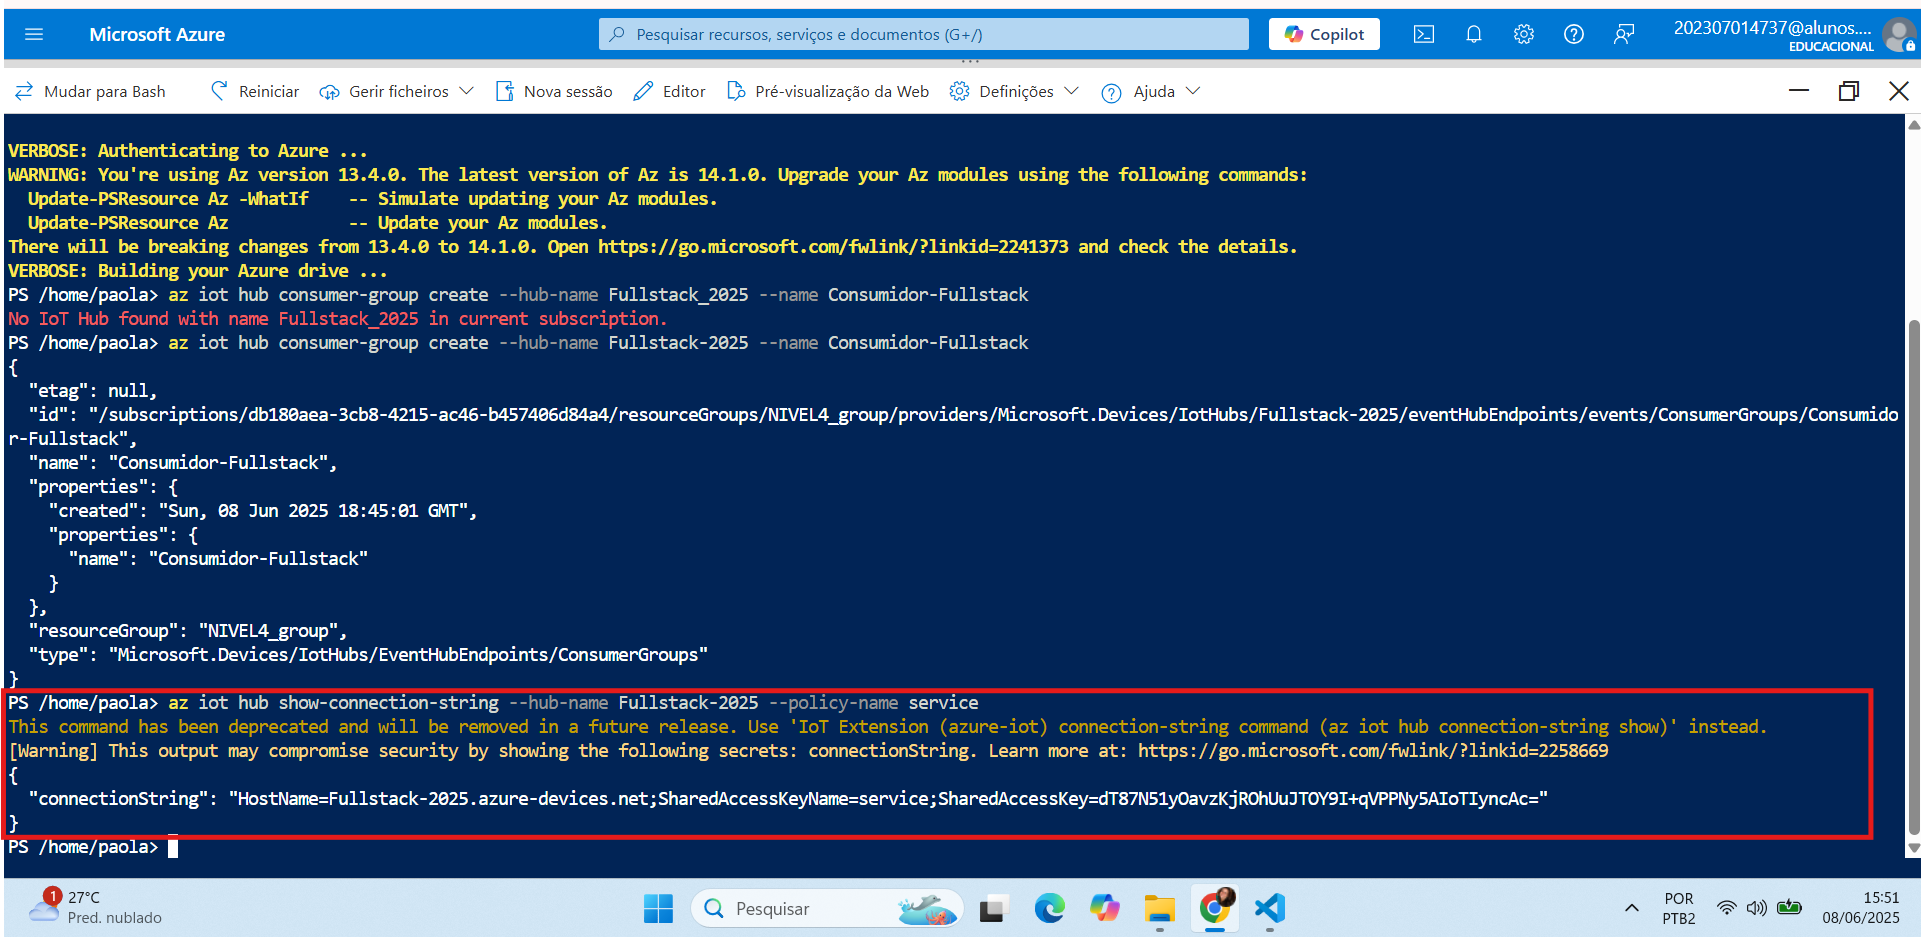 Microsoft Azure
Pesquisar recursos, serviços e documentos (G+/)
Copilot
202307014737@alunos....
EDUCACIONAL
Mudar para Bash
Reiniciar
Gerir ficheiros
Nova sessão
Editor
Pré-visualização da Web
Definições
Ajuda
VERBOSE: Authenticating to Azure ...
WARNING: You're using Az version 13.4.0. The latest version of Az is 14.1.0. Upgrade your Az modules using the following commands:
  Update-PSResource Az -WhatIf    -- Simulate updating your Az modules.
  Update-PSResource Az            -- Update your Az modules.
There will be breaking changes from 13.4.0 to 14.1.0. Open https://go.microsoft.com/fwlink/?linkid=2241373 and check the details.
VERBOSE: Building your Azure drive ...
PS /home/paola> az iot hub consumer-group create --hub-name Fullstack_2025 --name Consumidor-Fullstack
No IoT Hub found with name Fullstack_2025 in current subscription.
PS /home/paola> az iot hub consumer-group create --hub-name Fullstack-2025 --name Consumidor-Fullstack
{
  "etag": null,
  "id": "/subscriptions/db180aea-3cb8-4215-ac46-b457406d84a4/resourceGroups/NIVEL4_group/providers/Microsoft.Devices/IotHubs/Fullstack-2025/eventHubEndpoints/events/ConsumerGroups/Consumido
r-Fullstack",
  "name": "Consumidor-Fullstack",
  "properties": {
    "created": "Sun, 08 Jun 2025 18:45:01 GMT",
    "properties": {
      "name": "Consumidor-Fullstack"
    }
  },
  "resourceGroup": "NIVEL4_group",
  "type": "Microsoft.Devices/IotHubs/EventHubEndpoints/ConsumerGroups"
}
PS /home/paola> az iot hub show-connection-string --hub-name Fullstack-2025 --policy-name service
This command has been deprecated and will be removed in a future release. Use 'IoT Extension (azure-iot) connection-string command (az iot hub connection-string show)' instead.
[Warning] This output may compromise security by showing the following secrets: connectionString. Learn more at: https://go.microsoft.com/fwlink/?linkid=2258669
{
  "connectionString": "HostName=Fullstack-2025.azure-devices.net;SharedAccessKeyName=service;SharedAccessKey=dT87N51yOavzKjROhUuJTOY9I+qVPPNy5AIoTIyncAc="
}
PS /home/paola>
1
27°C
Pred. nublado
Pesquisar
POR
PTB2
15:51
08/06/2025